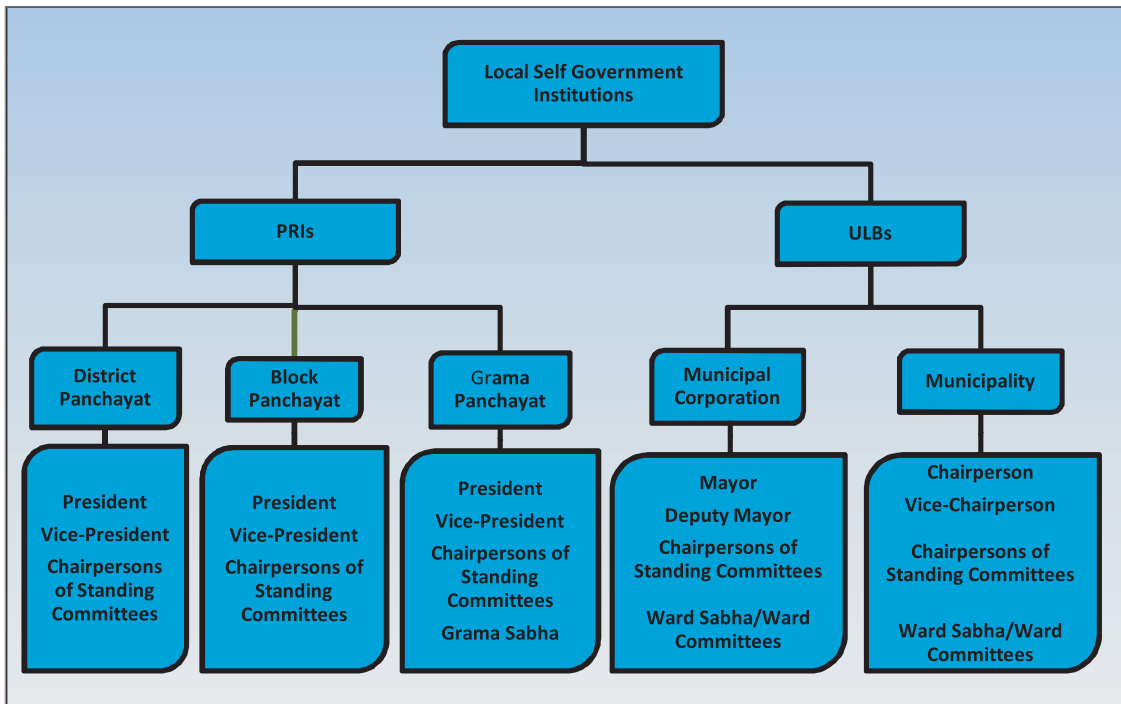 Local Self Government
Institutions
PRIs
ULBs
District
Panchayat
Block
Panchayat
Grama
Panchayat
Municipal
Corporation
Municipality
President
Vice-President
Chairpersons
of Standing
Committees
President
Vice-President
Chairpersons of
Standing
Committees
President
Vice-President
Chairpersons of
Standing
Committees
Grama Sabha
Mayor
Deputy Mayor
Chairpersons of
Standing Committees
Ward Sabha/Ward
Committees
Chairperson
Vice-Chairperson
Chairpersons of
Standing Committees
Ward Sabha/Ward
Committees